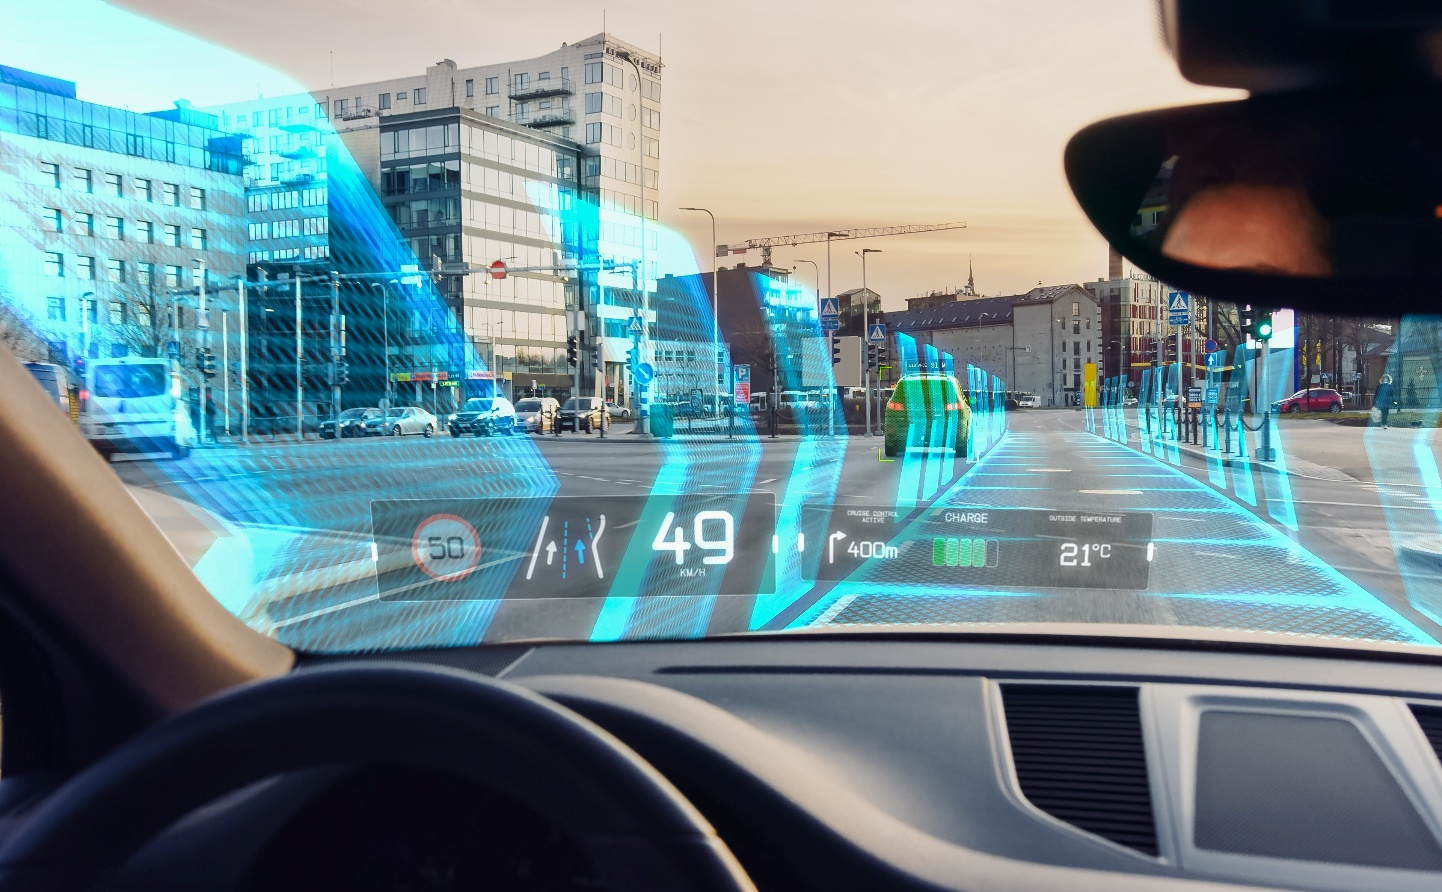 50
49
KM/H
CRUISE CONTROL
ACTIVE
400m
CHARGE
OUTSIDE TEMPERATURE
21°C
P